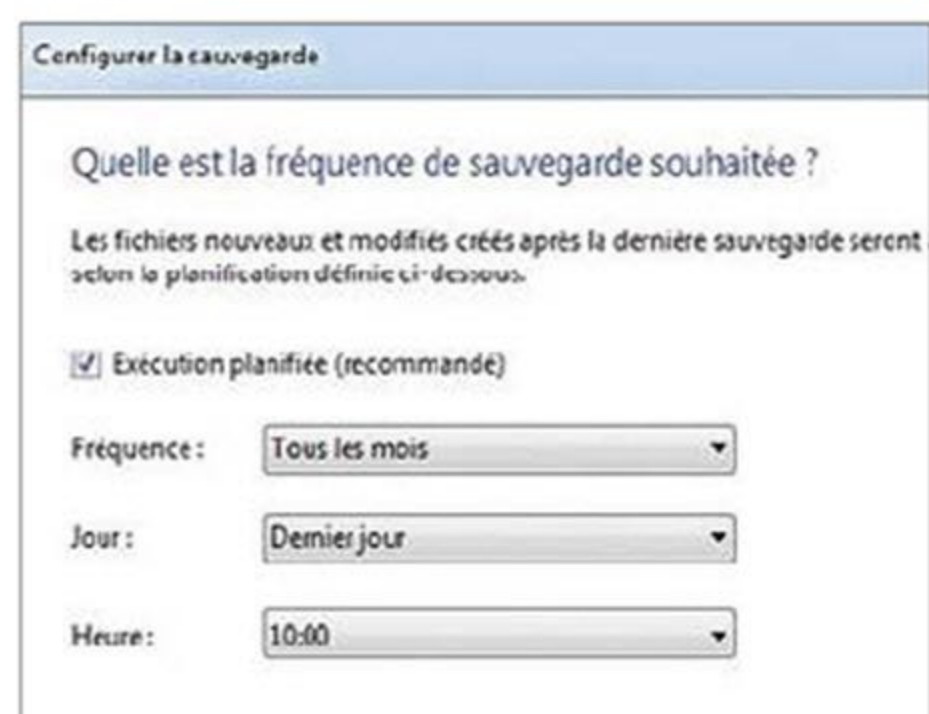 Configurer la sauvegarde
Quelle est la fréquence de sauvegarde souhaitée ?
Les fichiers nouveaux et modifiés créés après la dernière sauvegarde seront
selon la planification définie ci-dessous.
Exécution planifiée (recommandé)
Fréquence : Tous les mois
Jour : Dernier jour
Heure : 10:00